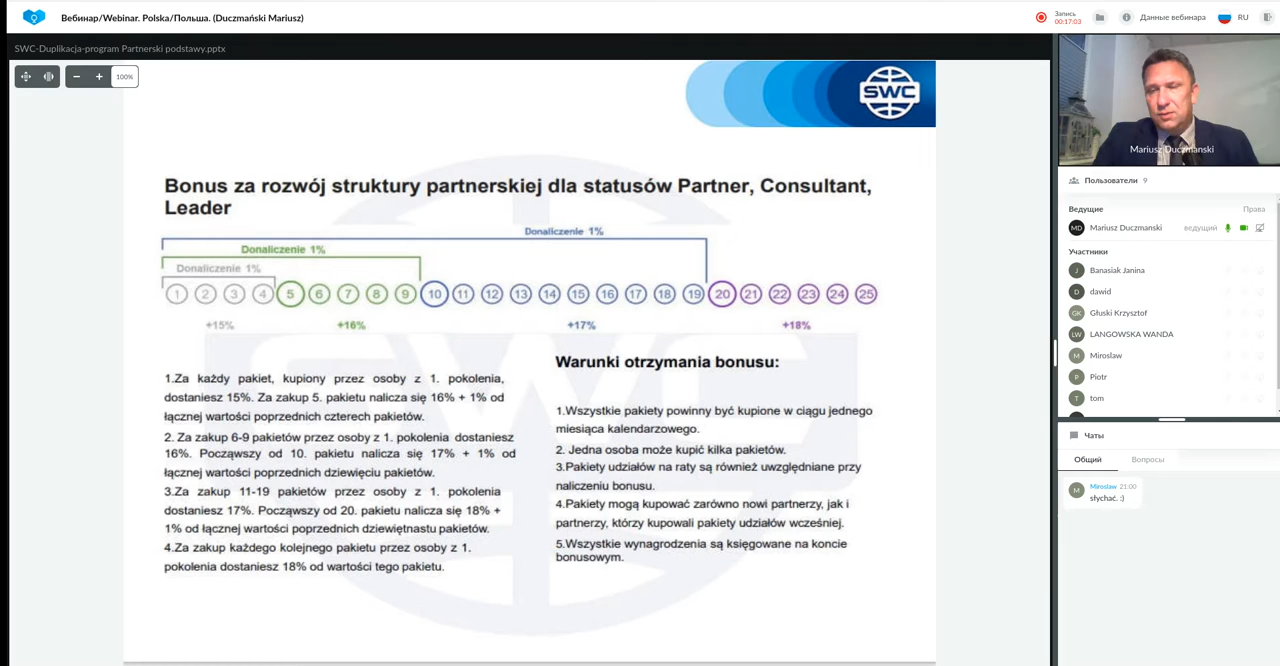 Вебинар/Webinar. Polska/Польша. (Duczmański Mariusz)
Запись
00:17:03
Данные вебинара
RU
SWC-Duplikacja-program Partnerski podstawy.pptx
100%
SWC
Bonus za rozwój struktury partnerskiej dla statusów Partner, Consultant,
Leader
Donaliczenie 1%
Donaliczenie 1%
Donaliczenie 1%
1 2 3 4 5 6 7 8 9 10 11 12 13 14 15 16 17 18 19 20 21 22 23 24 25
+15% +16% +17% +18%
1.Za każdy pakiet, kupiony przez osoby z 1. pokolenia,
dostaniesz 15%. Za zakup 5. pakietu nalicza się 16% + 1% od
łącznej wartości poprzednich czterech pakietów.
2. Za zakup 6-9 pakietów przez osoby z 1. pokolenia dostaniesz
16%. Począwszy od 10. pakietu nalicza się 17% + 1% od
łącznej wartości poprzednich dziewięciu pakietów.
3.Za zakup 11-19 pakietów przez osoby z 1. pokolenia
dostaniesz 17%. Począwszy od 20. pakietu nalicza się 18% +
1% od łącznej wartości poprzednich dziewiętnastu pakietów.
4.Za zakup każdego kolejnego pakietu przez osoby z 1.
pokolenia dostaniesz 18% od wartości tego pakietu.
Warunki otrzymania bonusu:
1.Wszystkie pakiety powinny być kupione w ciągu jednego
miesiąca kalendarzowego.
2. Jedna osoba może kupić kilka pakietów.
3.Pakiety udziałów na raty są również uwzględniane przy
naliczeniu bonusu.
4.Pakiety mogą kupować zarówno nowi partnerzy, jak i
partnerzy, którzy kupowali pakiety udziałów wcześniej.
5.Wszystkie wynagrodzenia są księgowane na koncie
bonusowym.
Mariusz Duczmanski
Пользователи 9
Ведущие Права
MD Mariusz Duczmanski ведущий
Участники
J Banasiak Janina
D dawid
GK Głuski Krzysztof
LW LANGOWSKA WANDA
M Miroslaw
P Piotr
T tom
Чаты
Общий Вопросы
M Miroslaw 21:00
słychać. :)